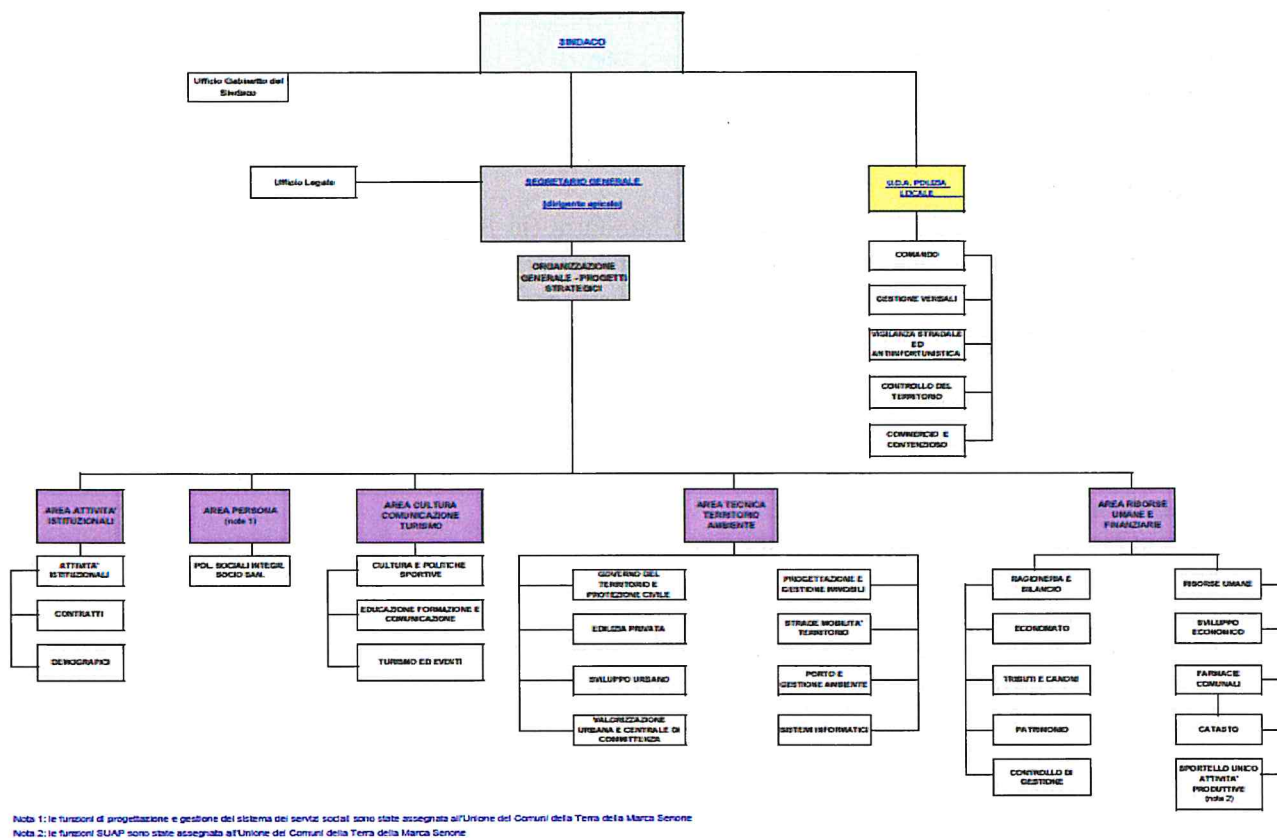 SINDACO
Ufficio Gabinetto del
Sindaco
Ufficio Legale
SEGRETARIO GENERALE
(dirigente apicale)
U.O.A. POLIZIA
LOCALE
ORGANIZZAZIONE
GENERALE - PROGETTI
STRATEGICI
COMANDO
GESTIONE VERBALI
VIGILANZA STRADALE
ED
ANTINFORTUNISTICA
CONTROLLO DEL
TERRITORIO
COMMERCIO E
CONTENZIOSO
AREA ATTIVITA'
ISTITUZIONALI
ATTIVITA'
ISTITUZIONALI
CONTRATTI
DEMOGRAFICI
AREA PERSONA
(note 1)
POL. SOCIALI INTEGR.
SOCIO SAN.
AREA CULTURA
COMUNICAZIONE
TURISMO
CULTURA E POLITICHE
SPORTIVE
EDUCAZIONE FORMAZIONE E
COMUNICAZIONE
TURISMO ED EVENTI
AREA TECNICA
TERRITORIO
AMBIENTE
GOVERNO DEL
TERRITORIO E
PROTEZIONE CIVILE
EDILIZIA PRIVATA
SVILUPPO URBANO
VALORIZZAZIONE
URBANA E CENTRALE DI
COMMITTENZA
PROGETTAZIONE E
GESTIONE IMMOBILI
STRADE MOBILITA'
TERRITORIO
PORTO E
GESTIONE AMBIENTE
SISTEMI INFORMATICI
AREA RISORSE
UMANE E
FINANZIARIE
RAGIONERIA E
BILANCIO
ECONOMATO
TRIBUTI E CANONI
PATRIMONIO
CONTROLLO DI
GESTIONE
RISORSE UMANE
SVILUPPO
ECONOMICO
FARMACIE
COMUNALI
CATASTO
SPORTELLO UNICO
ATTIVITA'
PRODUTTIVE
(nota 2)
Nota 1: le funzioni di progettazione e gestione del sistema dei servizi sociali sono state assegnata all'Unione dei Comuni della Terra della Marca Senone
Nota 2: le funzioni SUAP sono state assegnata all'Unione dei Comuni della Terra della Marca Senone